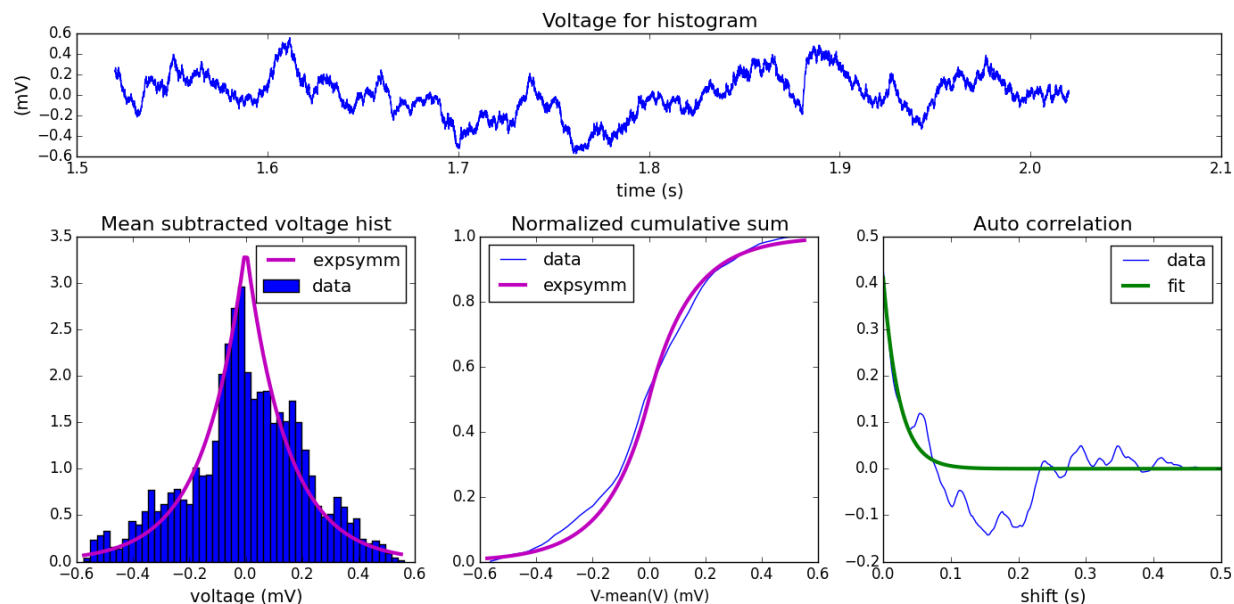 Voltage for histogram
0.6
0.4
0.2
0.0
−0.2
−0.4
−0.6
(mV)
1.5 1.6 1.7 1.8 1.9 2.0 2.1
time (s)
Mean subtracted voltage hist
3.5
3.0
2.5
2.0
1.5
1.0
0.5
0.0
expsymm
data
−0.6 −0.4 −0.2 0.0 0.2 0.4 0.6
voltage (mV)
Normalized cumulative sum
1.0
0.8
0.6
0.4
0.2
0.0
data
expsymm
−0.6 −0.4 −0.2 0.0 0.2 0.4 0.6
V-mean(V) (mV)
Auto correlation
0.5
0.4
0.3
0.2
0.1
0.0
−0.1
−0.2
data
fit
0.0 0.1 0.2 0.3 0.4 0.5
shift (s)